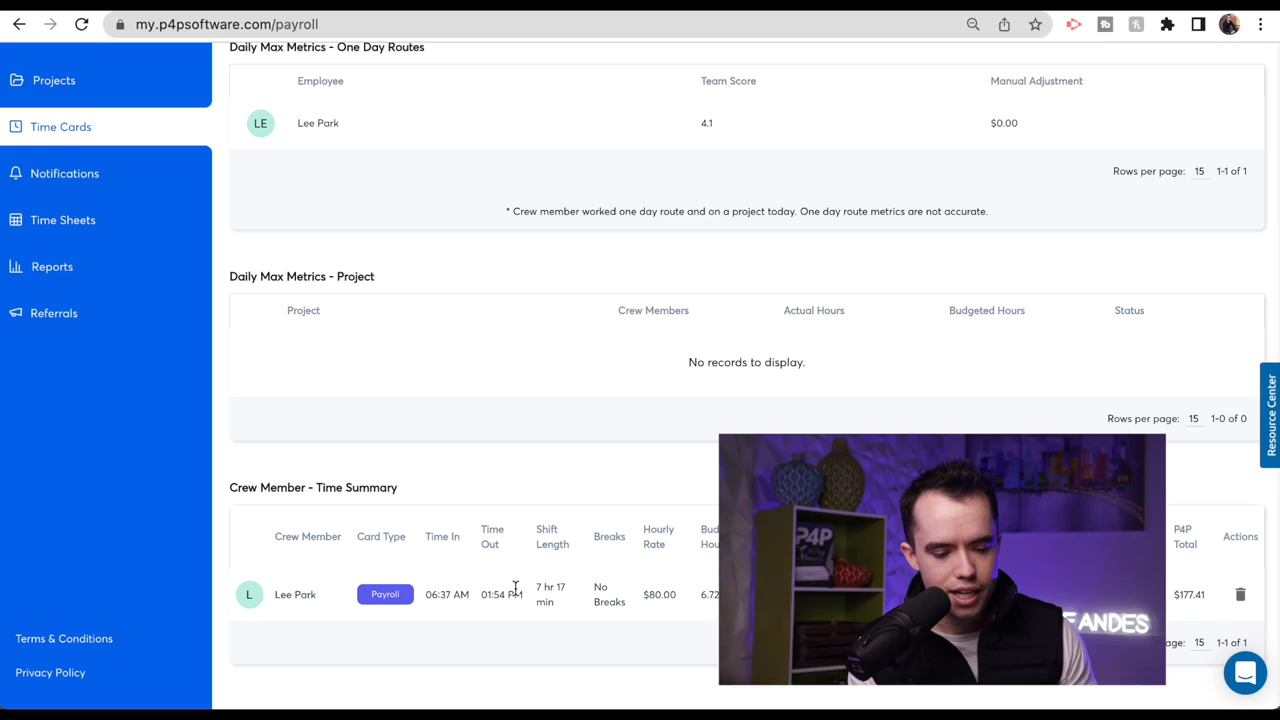 my.p4psoftware.com/payroll
Projects
Time Cards
Notifications
Time Sheets
Reports
Referrals
Terms & Conditions
Privacy Policy
Daily Max Metrics - One Day Routes
Employee Team Score Manual Adjustment
LE Lee Park 4.1 $0.00
Rows per page: 15 1-1 of 1
* Crew member worked one day route and on a project today. One day route metrics are not accurate.
Daily Max Metrics - Project
Project Crew Members Actual Hours Budgeted Hours Status
No records to display.
Rows per page: 15 1-0 of 0
Crew Member - Time Summary
Crew Member Card Type Time In Time Out Shift Length Breaks Hourly Rate P4P Total Actions
L Lee Park Payroll 06:37 AM 01:54 PM 7 hr 17 min No Breaks $80.00 6.72 $177.41
15 1-1 of 1
Resource Center
P4P
ANDES